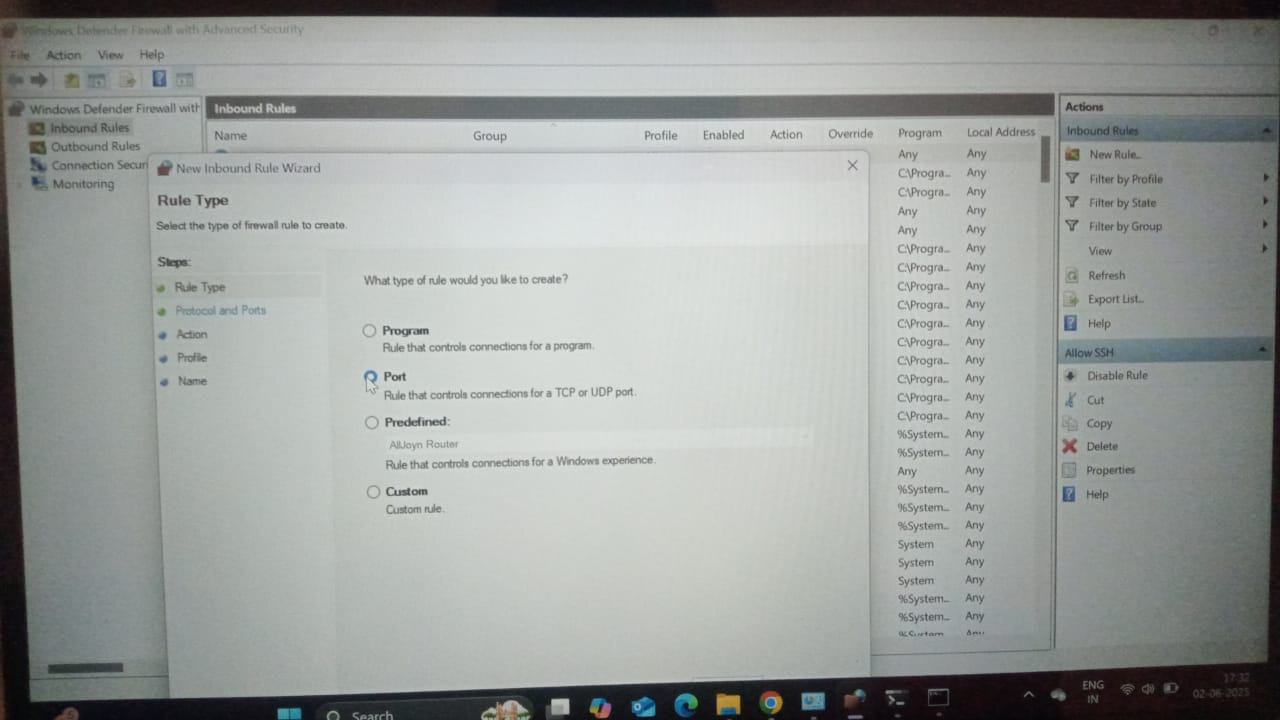 Windows Defender Firewall with Advanced Security
File Action View Help
Windows Defender Firewall with
Inbound Rules
Outbound Rules
Connection Secur
Monitoring
Inbound Rules
Name Group Profile Enabled Action Override Program Local Address
Any Any
C:\Progra... Any
C:\Progra... Any
Any Any
Any Any
C:\Progra... Any
C:\Progra... Any
C:\Progra... Any
C:\Progra... Any
C:\Progra... Any
C:\Progra... Any
C:\Progra... Any
C:\Progra... Any
C:\Progra... Any
C:\Progra... Any
%System... Any
%System... Any
Any Any
%System... Any
%System... Any
%System... Any
System Any
System Any
System Any
%System... Any
%System... Any
%System Any
New Inbound Rule Wizard
Rule Type
Select the type of firewall rule to create.
Steps:
Rule Type
Protocol and Ports
Action
Profile
Name
What type of rule would you like to create?
Program
Rule that controls connections for a program.
Port
Rule that controls connections for a TCP or UDP port.
Predefined:
AllJoyn Router
Rule that controls connections for a Windows experience.
Custom
Custom rule.
Actions
Inbound Rules
New Rule...
Filter by Profile
Filter by State
Filter by Group
View
Refresh
Export List...
Help
Allow SSH
Disable Rule
Cut
Copy
Delete
Properties
Help
Search
ENG
IN
17:32
02-06-2025